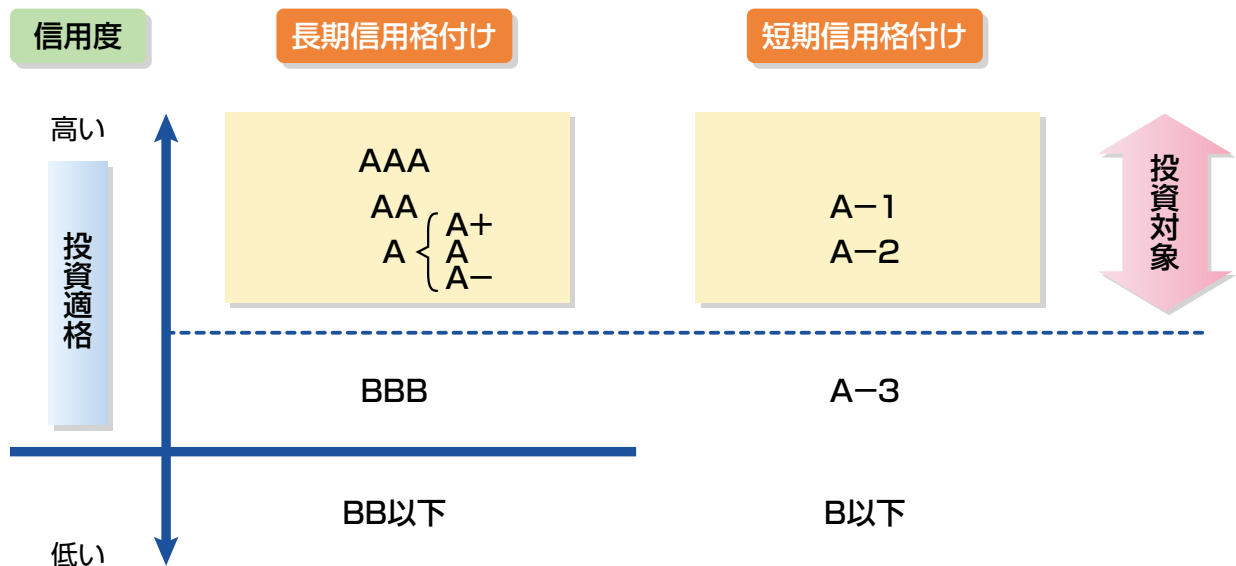 信用度
長期信用格付け
短期信用格付け
高い
投資適格
AAA
AA
A
A+
A
A−
A−1
A−2
投資対象
BBB
A−3
BB以下
B以下
低い